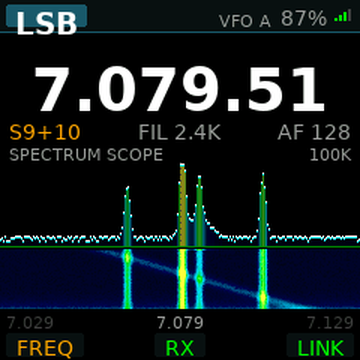 LSB VFO A 87%
7.079.51
S9+10 FIL 2.4K AF 128
SPECTRUM SCOPE 100K
7.029 7.079 7.129
FREQ RX LINK